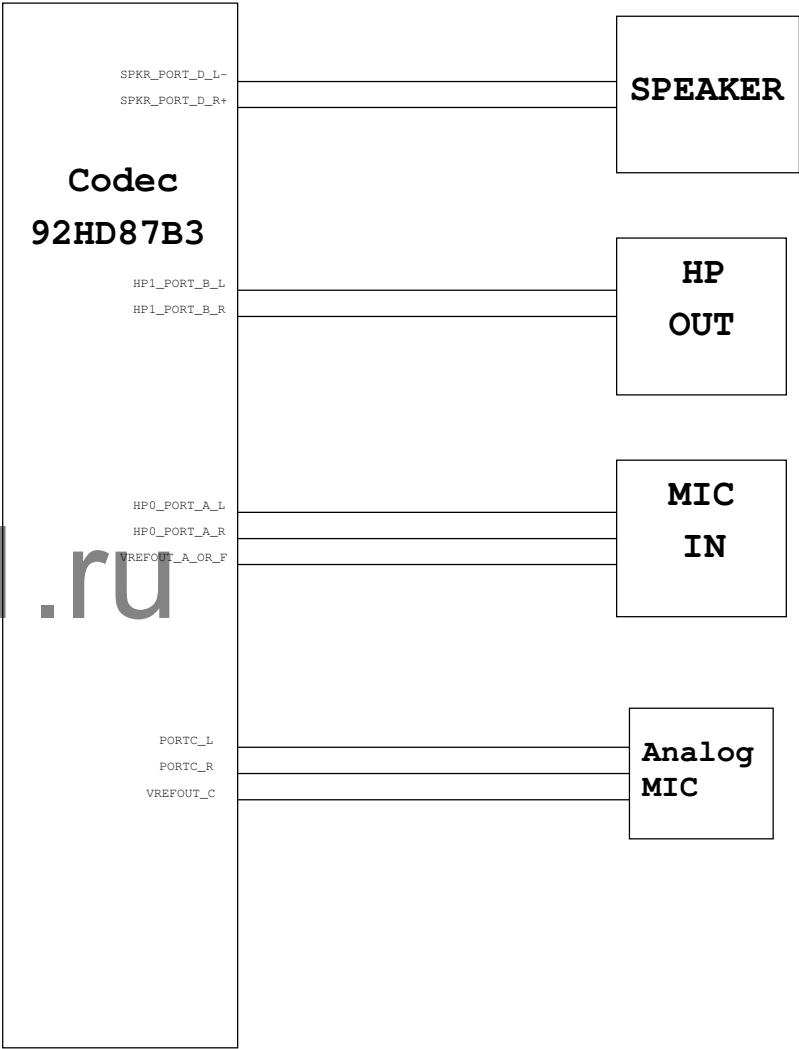 SPKR_PORT_D_L-
SPKR_PORT_D_R+
SPEAKER
Codec
92HD87B3
HP1_PORT_B_L
HP1_PORT_B_R
HP
OUT
HP0_PORT_A_L
HP0_PORT_A_R
VREFOUT_A_OR_F
MIC
IN
.ru
PORTC_L
PORTC_R
VREFOUT_C
Analog
MIC